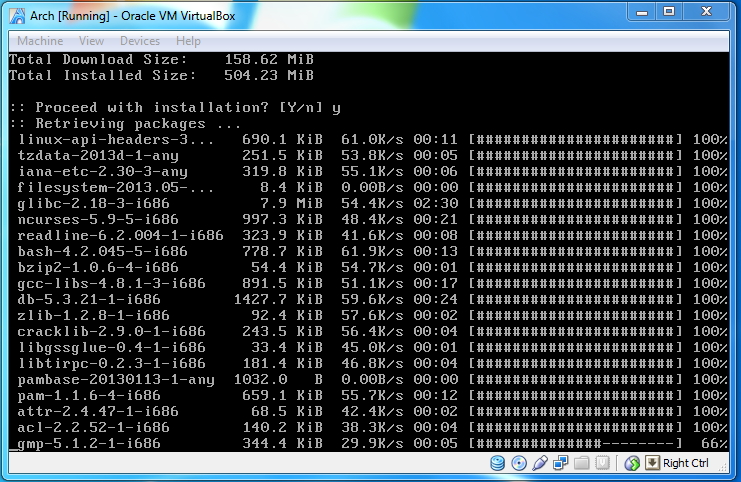 Arch [Running] - Oracle VM VirtualBox
Machine View Devices Help
Total Download Size: 158.62 MiB
Total Installed Size: 504.23 MiB
:: Proceed with installation? [Y/n] y
:: Retrieving packages ...
linux-api-headers-3... 690.1 KiB 61.0K/s 00:11 [######################] 100%
tzdata-2013d-1-any 251.5 KiB 53.8K/s 00:05 [######################] 100%
iana-etc-2.30-3-any 319.8 KiB 55.1K/s 00:06 [######################] 100%
filesystem-2013.05-... 8.4 KiB 0.00B/s 00:00 [######################] 100%
glibc-2.18-3-i686 7.9 MiB 54.4K/s 02:30 [######################] 100%
ncurses-5.9-5-i686 997.3 KiB 48.4K/s 00:21 [######################] 100%
readline-6.2.004-1-i686 323.9 KiB 41.6K/s 00:08 [######################] 100%
bash-4.2.045-5-i686 778.7 KiB 61.9K/s 00:13 [######################] 100%
bzip2-1.0.6-4-i686 54.4 KiB 54.7K/s 00:01 [######################] 100%
gcc-libs-4.8.1-3-i686 891.5 KiB 51.1K/s 00:17 [######################] 100%
db-5.3.21-1-i686 1427.7 KiB 59.6K/s 00:24 [######################] 100%
zlib-1.2.8-1-i686 92.4 KiB 57.6K/s 00:02 [######################] 100%
cracklib-2.9.0-1-i686 243.5 KiB 56.4K/s 00:04 [######################] 100%
libgssglue-0.4-1-i686 33.4 KiB 45.0K/s 00:01 [######################] 100%
libtirpc-0.2.3-1-i686 181.4 KiB 46.8K/s 00:04 [######################] 100%
pambase-20130113-1-any 1032.0 B 0.00B/s 00:00 [######################] 100%
pam-1.1.6-4-i686 659.1 KiB 55.7K/s 00:12 [######################] 100%
attr-2.4.47-1-i686 68.5 KiB 42.4K/s 00:02 [######################] 100%
acl-2.2.52-1-i686 140.2 KiB 38.3K/s 00:04 [######################] 100%
gmp-5.1.2-1-i686 344.4 KiB 29.9K/s 00:05 [##############--------] 66%
Right Ctrl